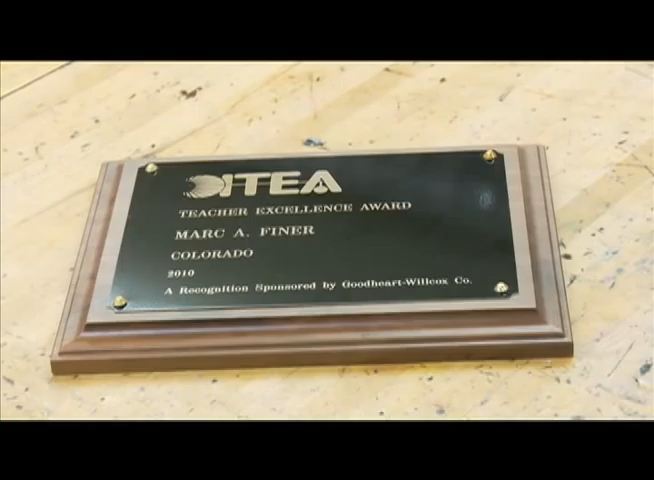 ITEA
TEACHER EXCELLENCE AWARD
MARC A. FINER
COLORADO
2010
A Recognition Sponsored by Goodheart-Willcox Co.